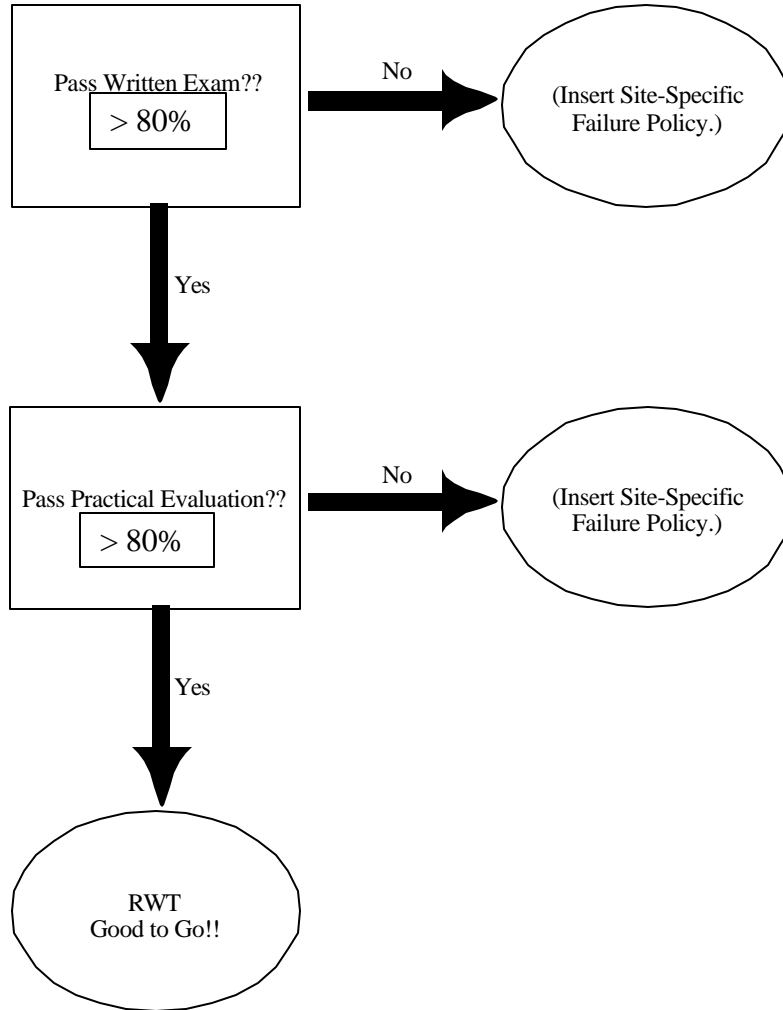 Pass Written Exam??
> 80%
No
(Insert Site-Specific
Failure Policy.)
Yes
Pass Practical Evaluation??
> 80%
No
(Insert Site-Specific
Failure Policy.)
Yes
RWT
Good to Go!!